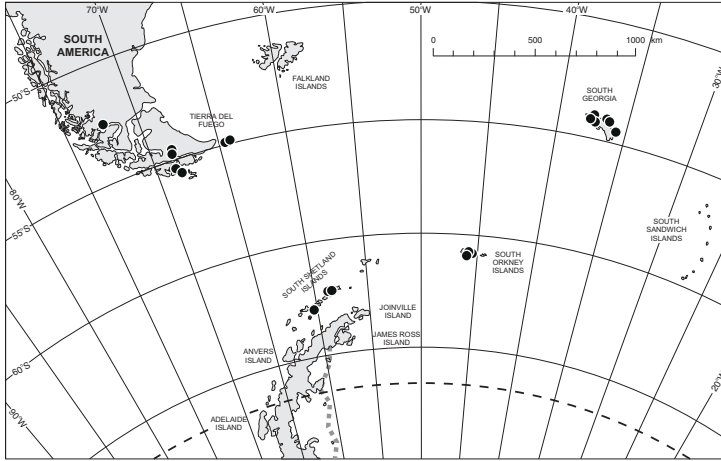 70°W
60°W
50°W
40°W
SOUTH
AMERICA
0 500 1000 km
30°W
FALKLAND
ISLANDS
50°S
SOUTH
GEORGIA
TIERRA DEL
FUEGO
80°W
55°S
SOUTH
SANDWICH
ISLANDS
SOUTH SHETLAND
ISLANDS
SOUTH
ORKNEY
ISLANDS
JOINVILLE
ISLAND
JAMES ROSS
ISLAND
ANVERS
ISLAND
60°S
20°W
90°W
ADELAIDE
ISLAND